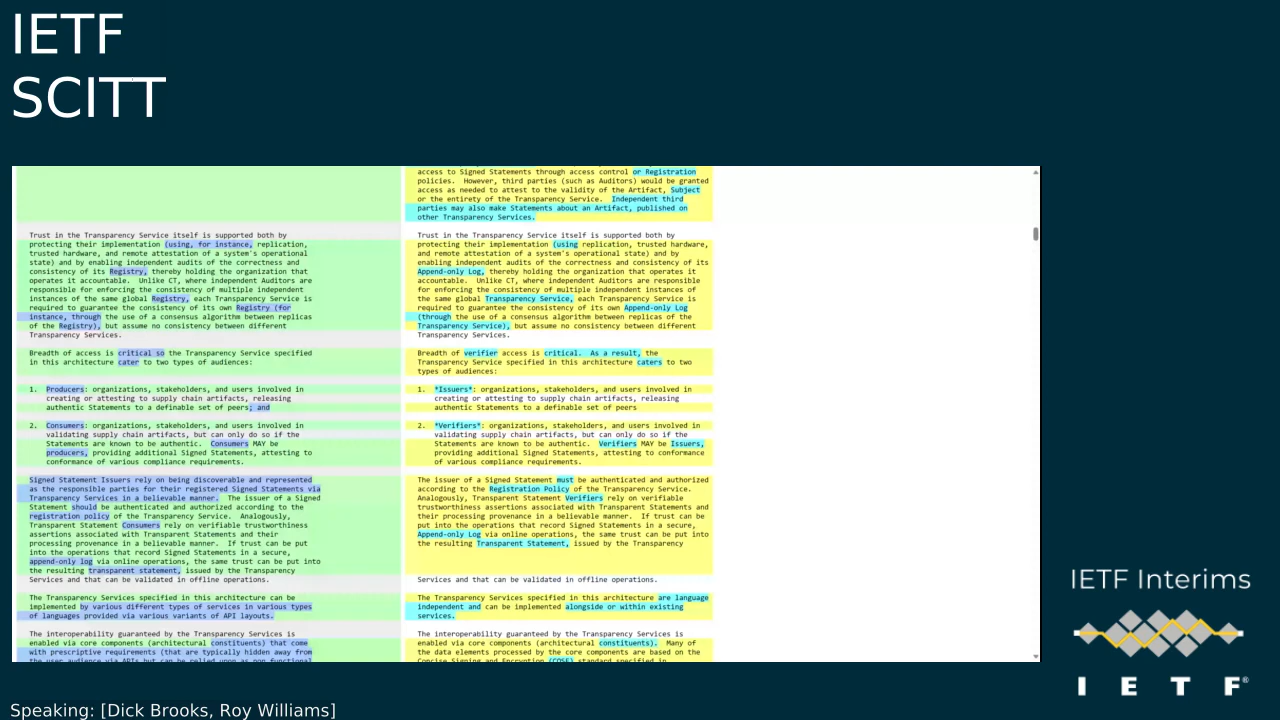 IETF
SCITT
access to Signed Statements through access control or Registration
policies.  However, third parties (such as Auditors) would be granted
access as needed to attest to the validity of the Artifact, Subject
or the entirety of the Transparency Service.  Independent third
parties may also make Statements about an Artifact, published on
other Transparency Services.
Trust in the Transparency Service itself is supported both by
protecting their implementation (using, for instance, replication,
trusted hardware, and remote attestation of a system's operational
state) and by enabling independent audits of the correctness and
consistency of its Registry, thereby holding the organization that
operates it accountable.  Unlike CT, where independent Auditors are
responsible for enforcing the consistency of multiple independent
instances of the same global Registry, each Transparency Service is
required to guarantee the consistency of its own Registry (for
instance, through the use of a consensus algorithm between replicas
of the Registry), but assume no consistency between different
Transparency Services.
Breadth of access is critical so the Transparency Service specified
in this architecture cater to two types of audiences:
1.  Producers: organizations, stakeholders, and users involved in
creating or attesting to supply chain artifacts, releasing
authentic Statements to a definable set of peers; and
2.  Consumers: organizations, stakeholders, and users involved in
validating supply chain artifacts, but can only do so if the
Statements are known to be authentic.  Consumers MAY be
producers, providing additional Signed Statements, attesting to
conformance of various compliance requirements.
Signed Statement Issuers rely on being discoverable and represented
as the responsible parties for their registered Signed Statements via
Transparency Services in a believable manner.  The issuer of a Signed
Statement should be authenticated and authorized according to the
registration policy of the Transparency Service.  Analogously,
Transparent Statement Consumers rely on verifiable trustworthiness
assertions associated with Transparent Statements and their
processing provenance in a believable manner.  If trust can be put
into the operations that record Signed Statements in a secure,
append-only log via online operations, the same trust can be put into
the resulting transparent statement, issued by the Transparency
Services and that can be validated in offline operations.
The Transparency Services specified in this architecture can be
implemented by various different types of services in various types
of languages provided via various variants of API layouts.
The interoperability guaranteed by the Transparency Services is
enabled via core components (architectural constituents) that come
with prescriptive requirements (that are typically hidden away from
the user audience via APIs but can be relied upon as non functional
Trust in the Transparency Service itself is supported both by
protecting their implementation (using replication, trusted hardware,
and remote attestation of a system's operational state) and by
enabling independent audits of the correctness and consistency of its
Append-only Log, thereby holding the organization that operates it
accountable.  Unlike CT, where independent Auditors are responsible
for enforcing the consistency of multiple independent instances of
the same global Transparency Service, each Transparency Service is
required to guarantee the consistency of its own Append-only Log
(through the use of a consensus algorithm between replicas of the
Transparency Service), but assume no consistency between different
Transparency Services.
Breadth of verifier access is critical.  As a result, the
Transparency Service specified in this architecture caters to two
types of audiences:
1.  *Issuers*: organizations, stakeholders, and users involved in
creating or attesting to supply chain artifacts, releasing
authentic Statements to a definable set of peers
2.  *Verifiers*: organizations, stakeholders, and users involved in
validating supply chain artifacts, but can only do so if the
Statements are known to be authentic.  Verifiers MAY be Issuers,
providing additional Signed Statements, attesting to conformance
of various compliance requirements.
The issuer of a Signed Statement must be authenticated and authorized
according to the Registration Policy of the Transparency Service.
Analogously, Transparent Statement Verifiers rely on verifiable
trustworthiness assertions associated with Transparent Statements and
their processing provenance in a believable manner.  If trust can be
put into the operations that record Signed Statements in a secure,
Append-only Log via online operations, the same trust can be put into
the resulting Transparent Statement, issued by the Transparency
Services and that can be validated in offline operations.
The Transparency Services specified in this architecture are language
independent and can be implemented alongside or within existing
services.
The interoperability guaranteed by the Transparency Services is
enabled via core components (architectural constituents).  Many of
the data elements processed by the core components are based on the
Concise Signing and Encryption (COSE) standard specified in
IETF Interims
I E T F®
Speaking: [Dick Brooks, Roy Williams]